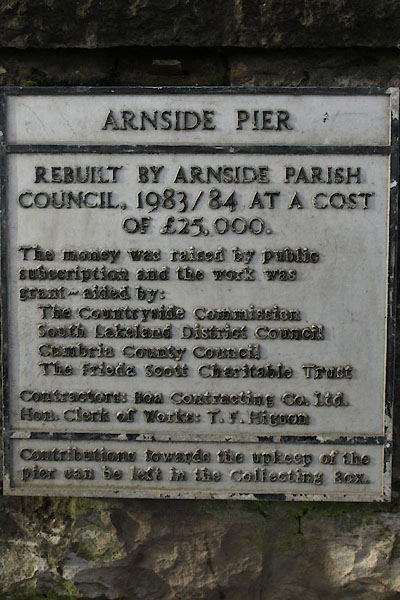 ARNSIDE PIER
REBUILT BY ARNSIDE PARISH
COUNCIL, 1983/84 AT A COST
OF £25,000.
The money was raised by public
subscription and the work was
grant-aided by:
The Countryside Commission
South Lakeland District Council
Cumbria County Council
The Frieda Scott Charitable Trust
Contractors: Boa Contracting Co. Ltd.
Hon. Clerk of Works: T. F. Higson
Contributions towards the upkeep of the
pier can be left in the Collecting Box.